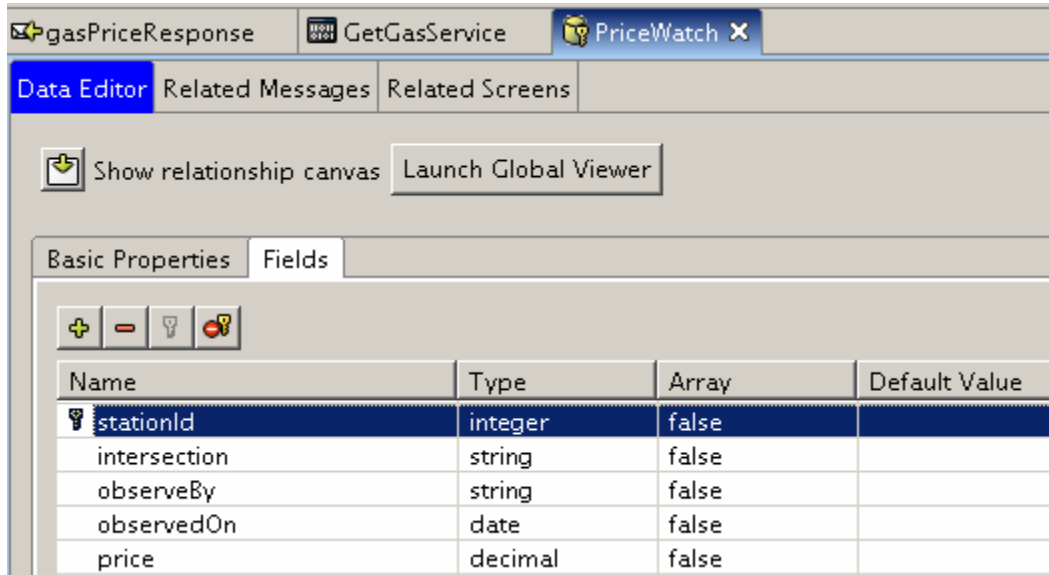 gasPriceResponse GetGasService PriceWatch
Data Editor Related Messages Related Screens
Show relationship canvas Launch Global Viewer
Basic Properties Fields
Name Type Array Default Value
stationId integer false
intersection string false
observeBy string false
observedOn date false
price decimal false